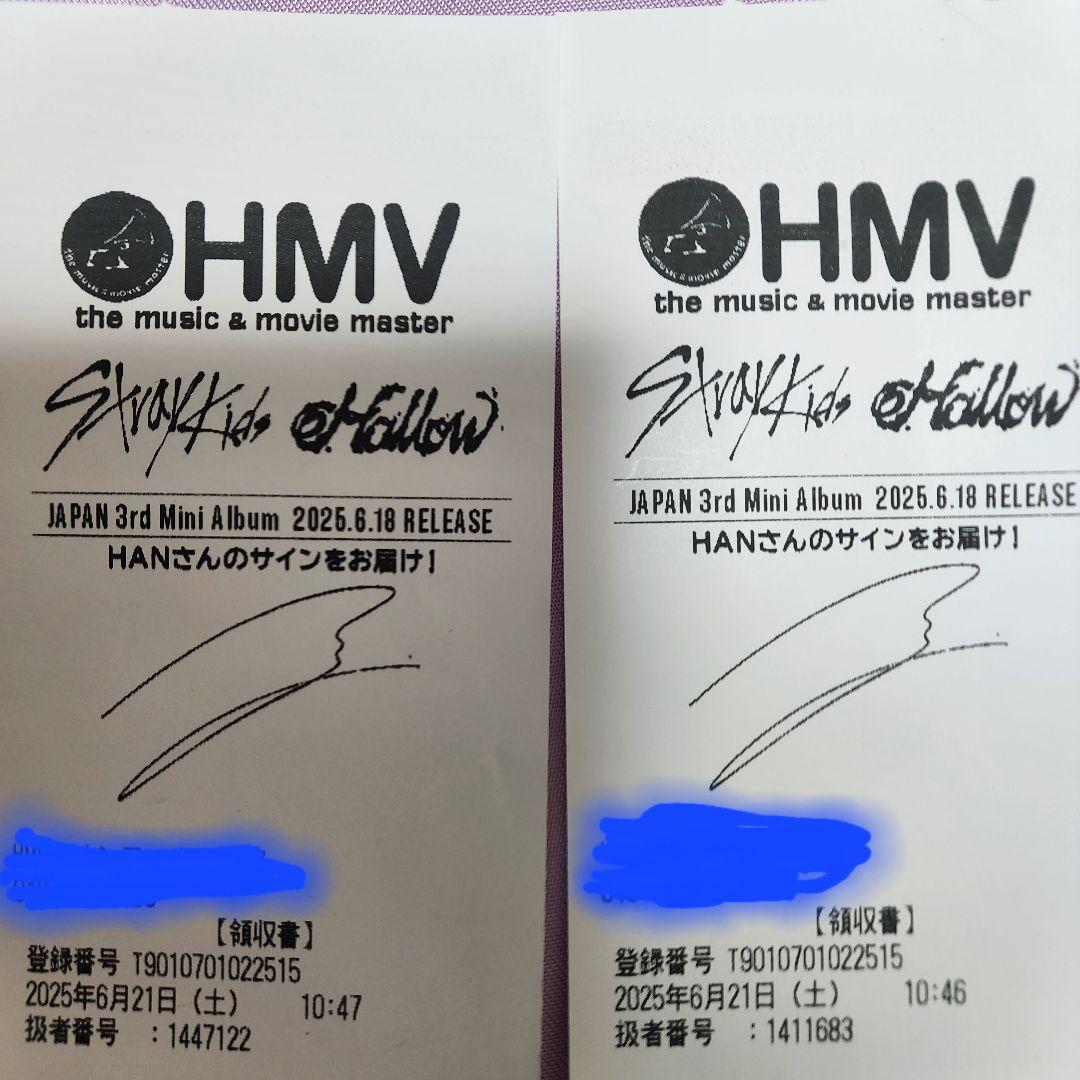 HMV
the music & movie master
Stray Kids Hollow
JAPAN 3rd Mini Album 2025.6.18 RELEASE
HANさんのサインをお届け!
【領収書】
登録番号 T9010701022515
2025年6月21日(土) 10:47
扱者番号 :1447122
HMV
the music & movie master
Stray Kids Hollow
JAPAN 3rd Mini Album 2025.6.18 RELEASE
HANさんのサインをお届け!
【領収書】
登録番号 T9010701022515
2025年6月21日(土) 10:46
扱者番号 :1411683